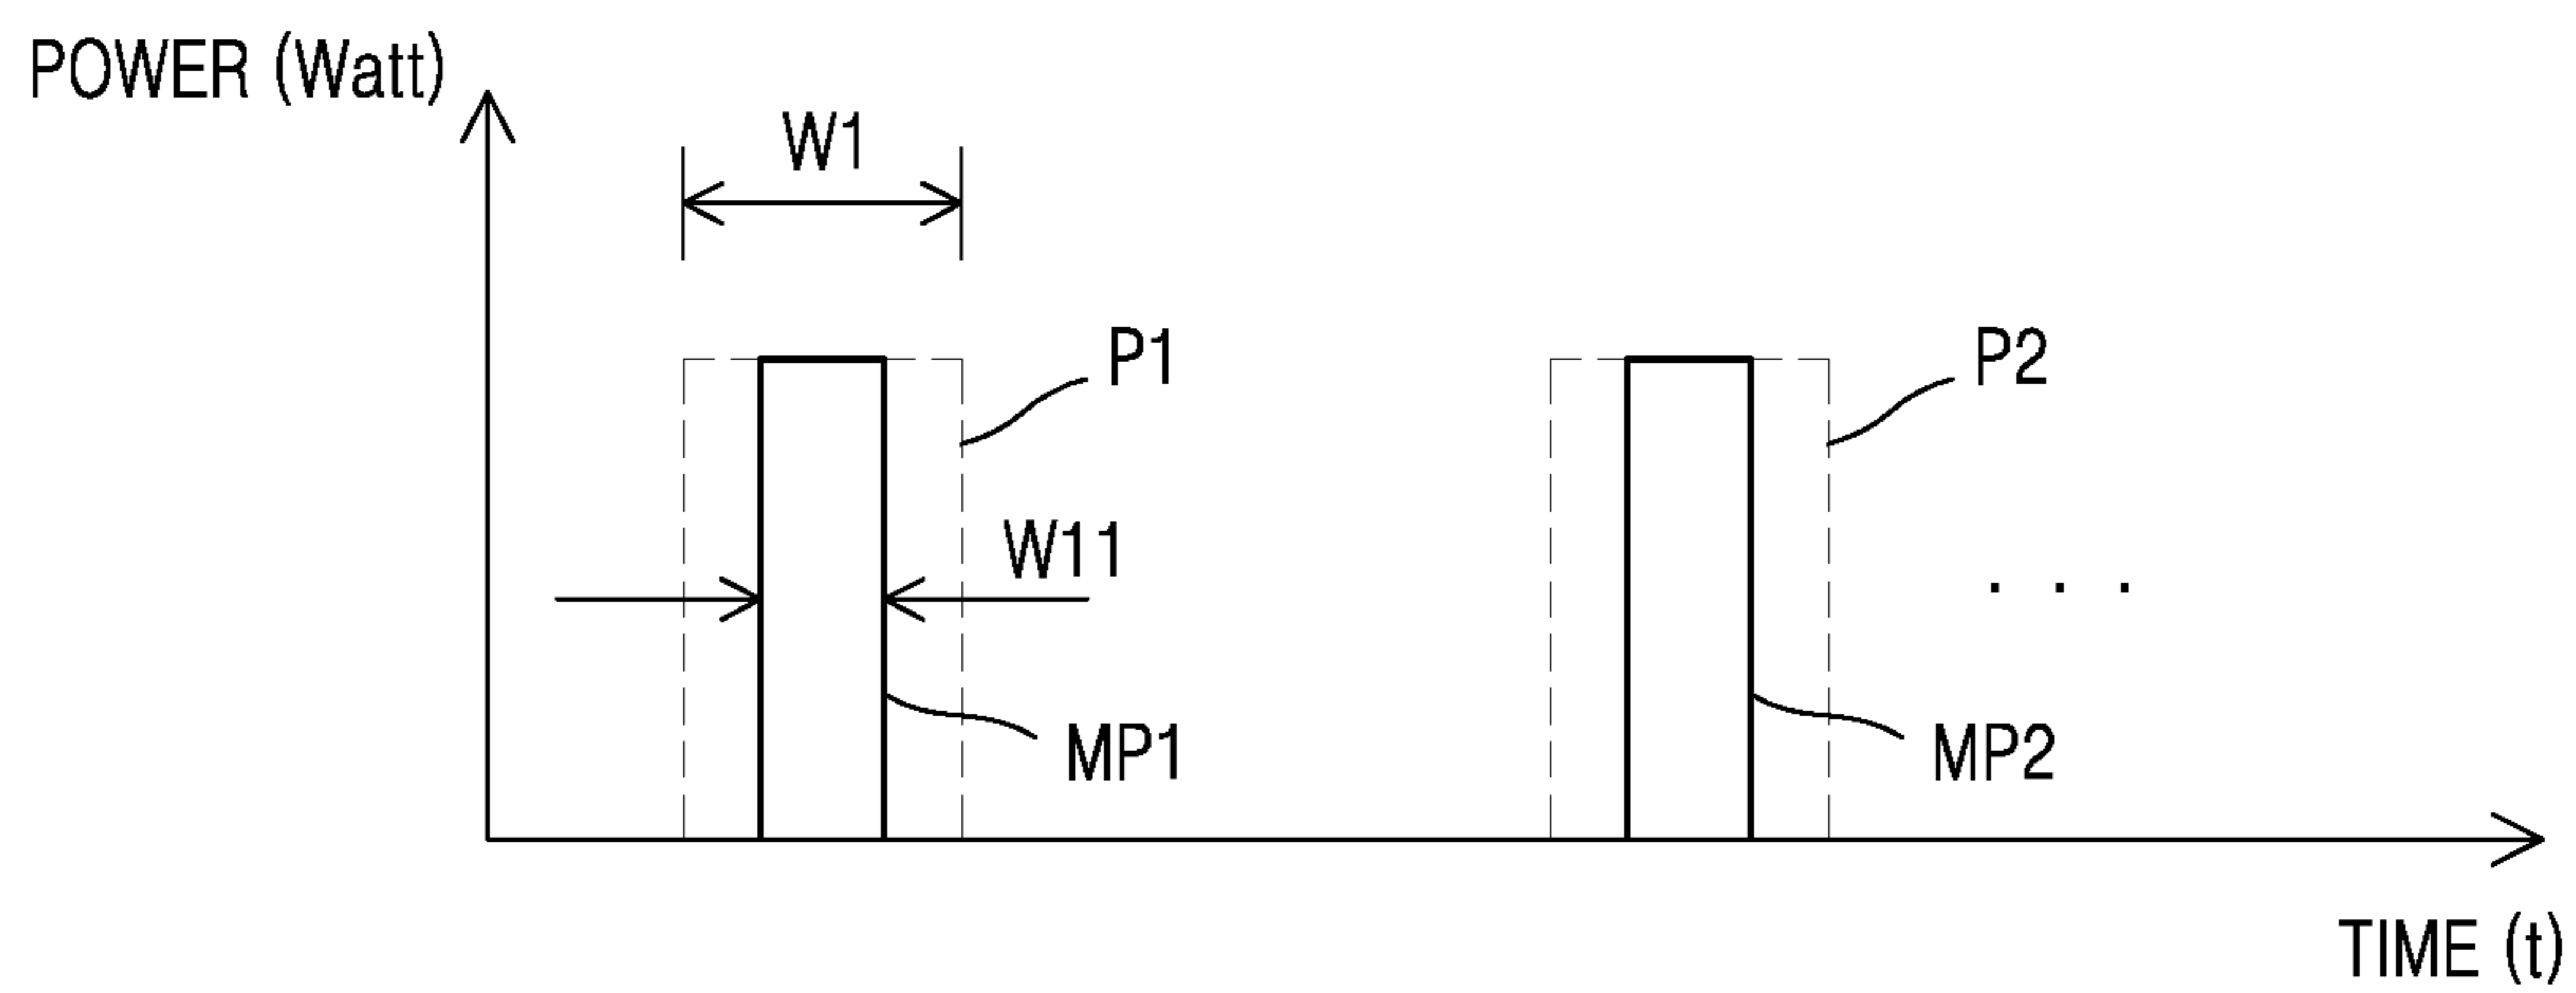 POWER (Watt)
W1
P1
P2
W11
. . .
MP1
MP2
TIME (t)